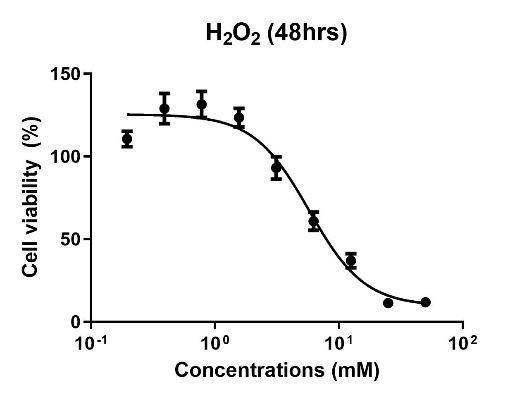 H₂O₂ (48hrs)
150
100
50
0
Cell viability (%)
10⁻¹
10⁰
10¹
10²
Concentrations (mM)